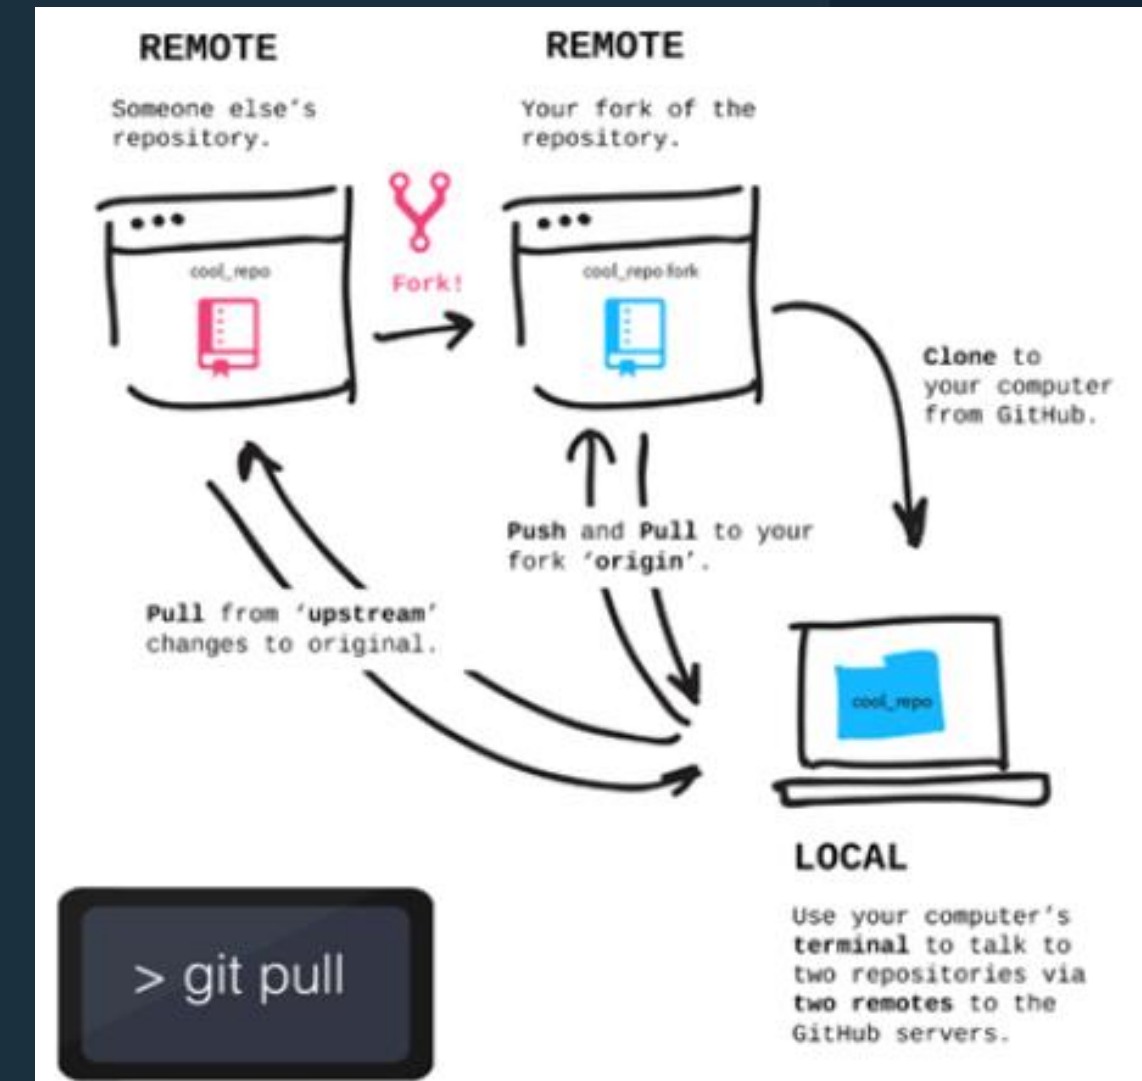 REMOTE
Someone else's
repository.
REMOTE
Your fork of the
repository.
cool_repo
Fork!
cool_repo fork
Clone to
your computer
from GitHub.
Push and Pull to your
fork ‘origin’.
Pull from ‘upstream’
changes to original.
cool_repo
LOCAL
Use your computer's
terminal to talk to
two repositories via
two remotes to the
GitHub servers.
> git pull